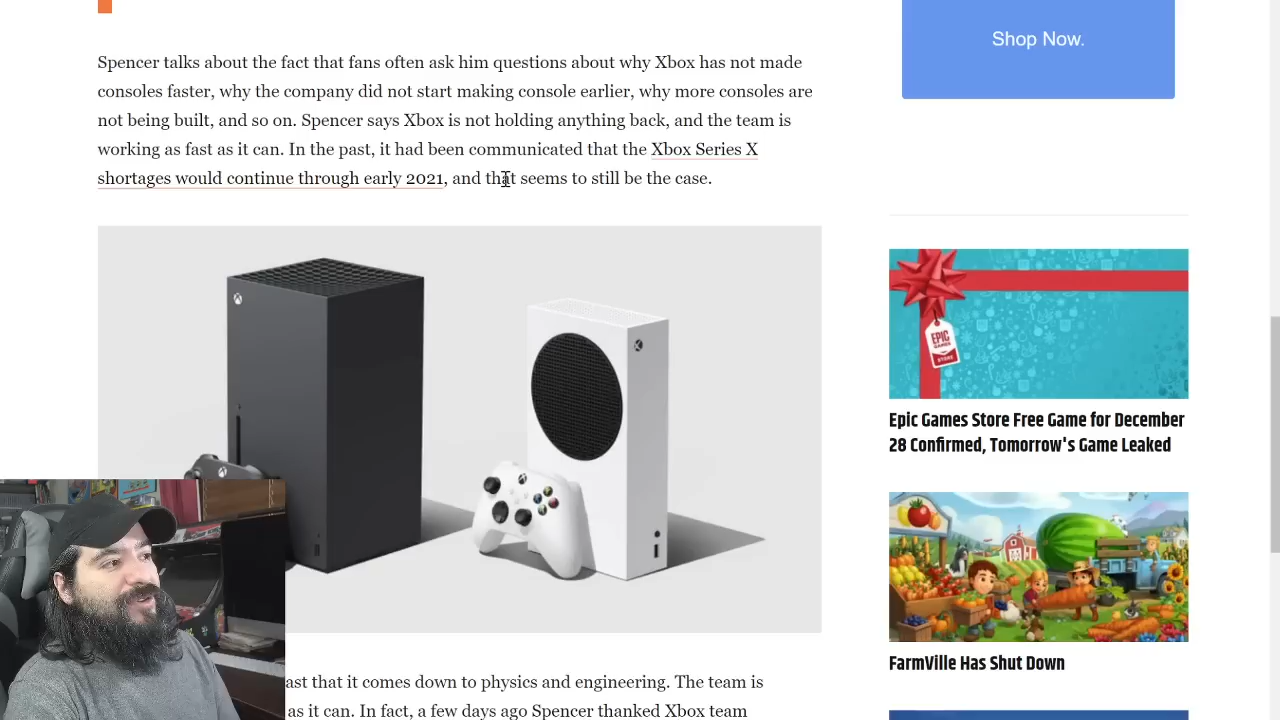 Spencer talks about the fact that fans often ask him questions about why Xbox has not made
consoles faster, why the company did not start making console earlier, why more consoles are
not being built, and so on. Spencer says Xbox is not holding anything back, and the team is
working as fast as it can. In the past, it had been communicated that the Xbox Series X
shortages would continue through early 2021, and that seems to still be the case.
ast that it comes down to physics and engineering. The team is
as it can. In fact, a few days ago Spencer thanked Xbox team
Shop Now.
EPIC
GAMES
STORE
Epic Games Store Free Game for December
28 Confirmed, Tomorrow's Game Leaked
FarmVille Has Shut Down